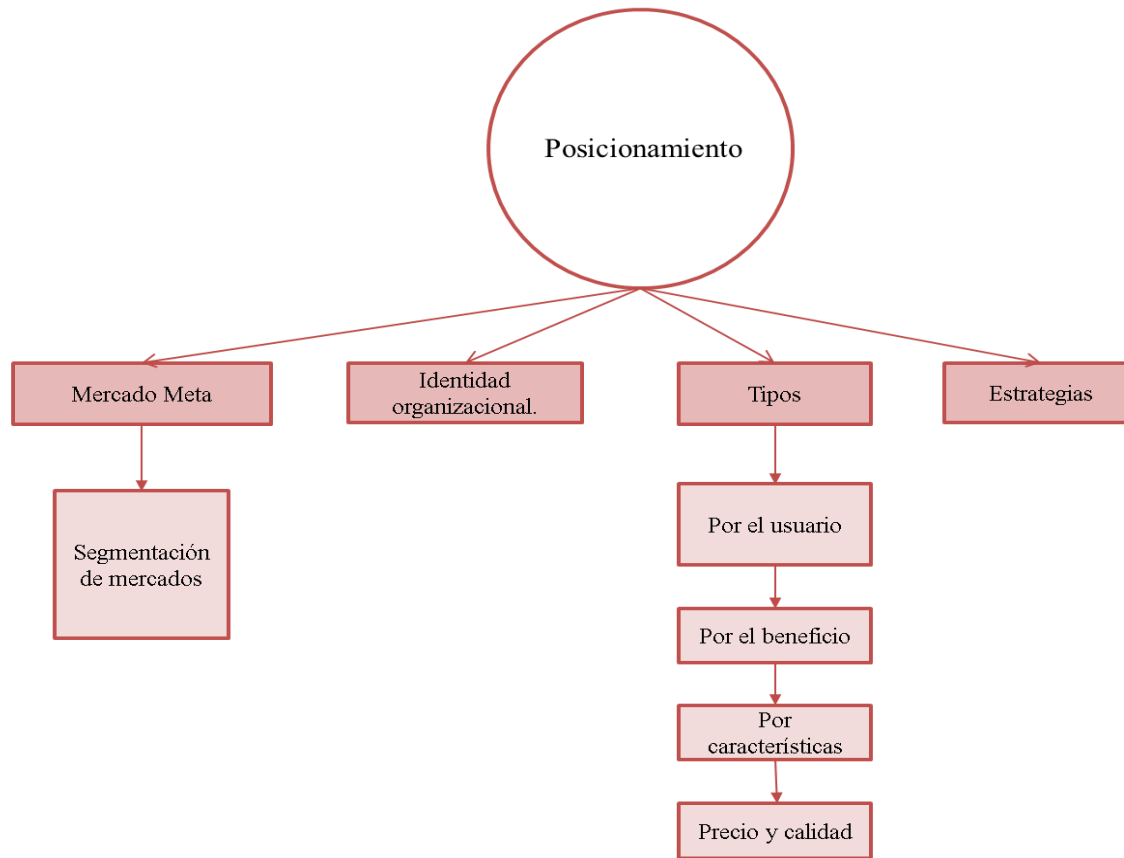 Posicionamiento
Mercado Meta
Identidad
organizacional.
Tipos
Estrategias
Segmentación
de mercados
Por el usuario
Por el beneficio
Por
características
Precio y calidad